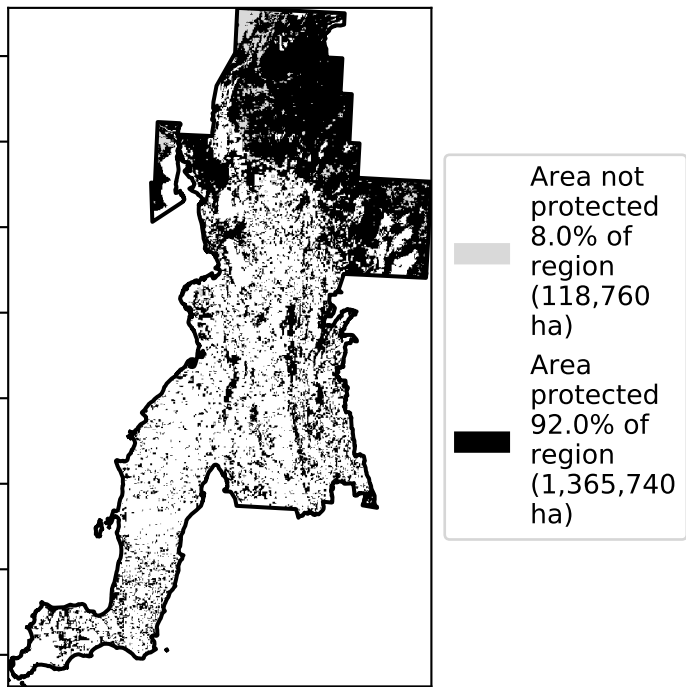 Area not
protected
8.0% of
region
(118,760
ha)
Area
protected
92.0% of
region
(1,365,740
ha)